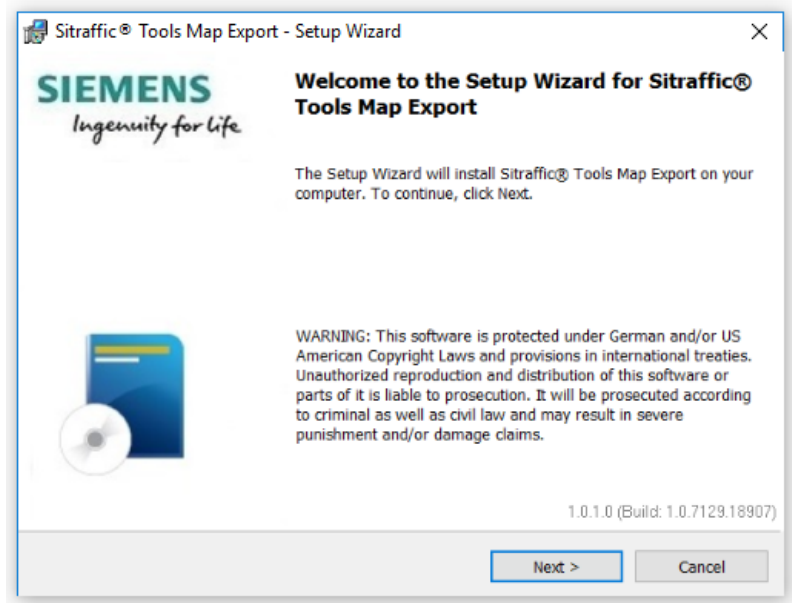 Sitraffic® Tools Map Export - Setup Wizard
SIEMENS
Ingenuity for life
Welcome to the Setup Wizard for Sitraffic®
Tools Map Export
The Setup Wizard will install Sitraffic® Tools Map Export on your
computer. To continue, click Next.
WARNING: This software is protected under German and/or US
American Copyright Laws and provisions in international treaties.
Unauthorized reproduction and distribution of this software or
parts of it is liable to prosecution. It will be prosecuted according
to criminal as well as civil law and may result in severe
punishment and/or damage claims.
1.0.1.0 (Build: 1.0.7129.18907)
Next >
Cancel